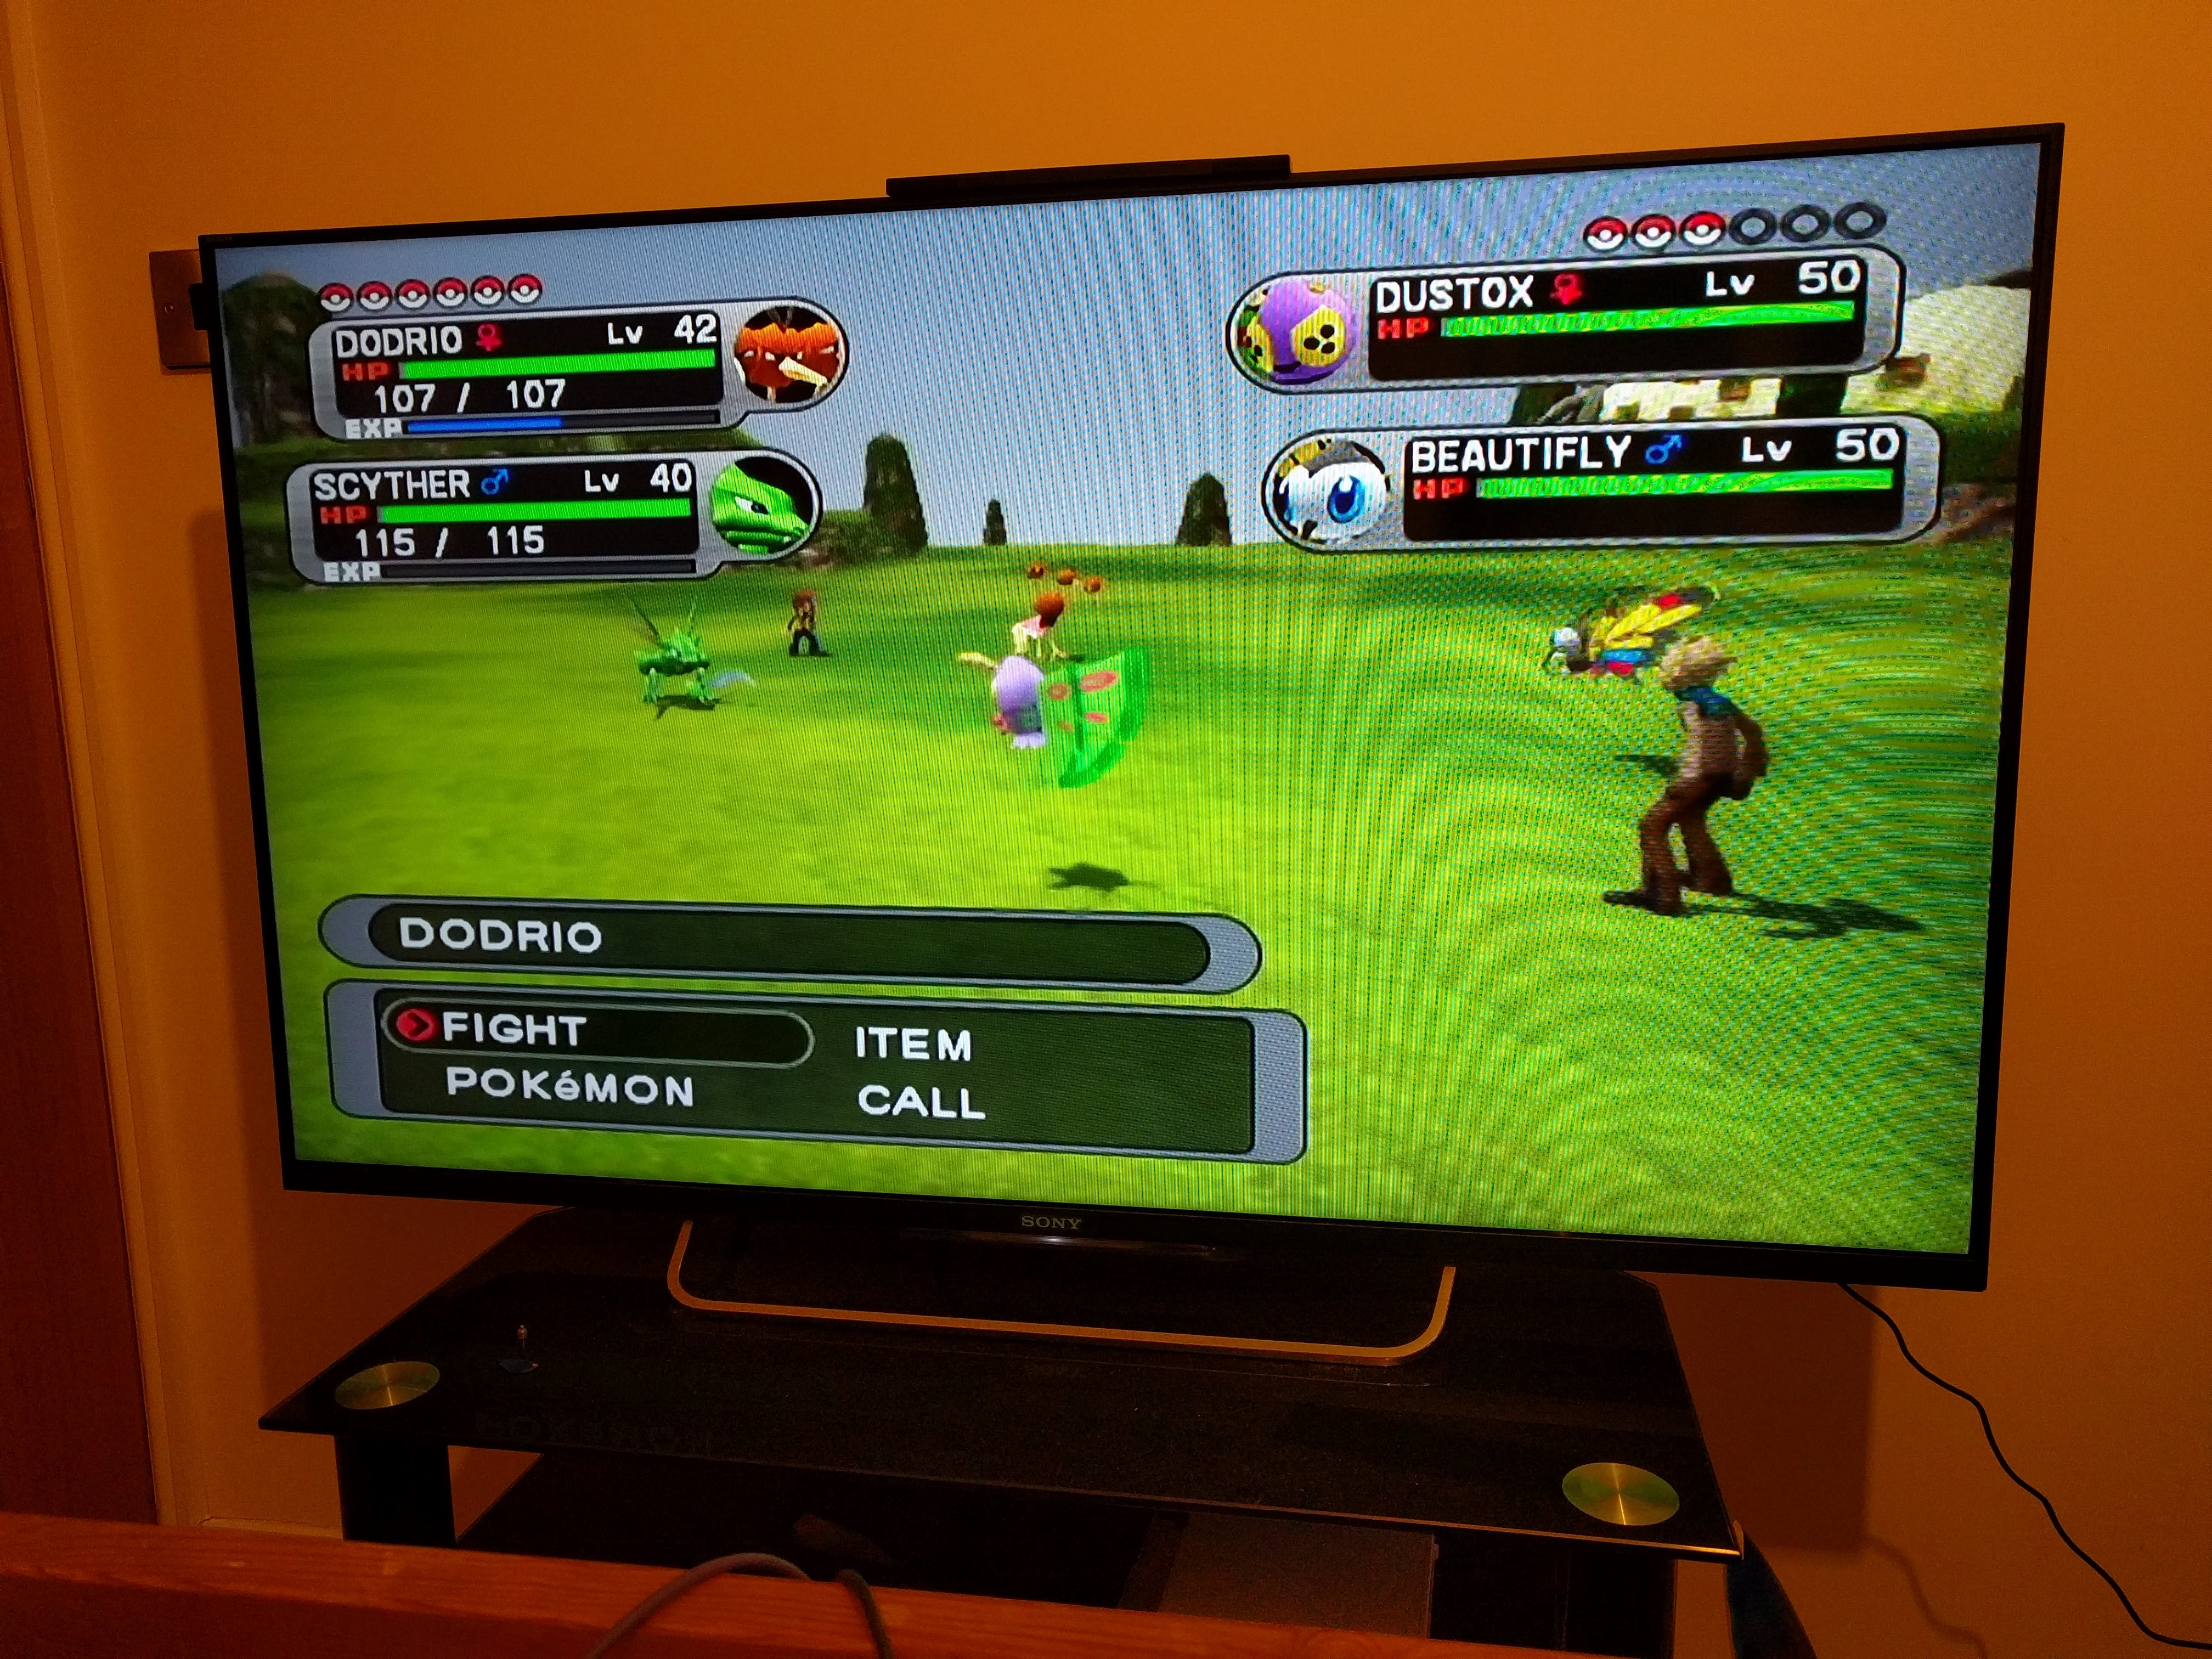 DODRIO ♀ Lv 42
HP
107 / 107
EXP
SCYTHER ♂ Lv 40
HP
115 / 115
EXP
DUSTOX ♀ Lv 50
HP
BEAUTIFLY ♂ Lv 50
HP
DODRIO
FIGHT ITEM
POKéMON CALL
SONY